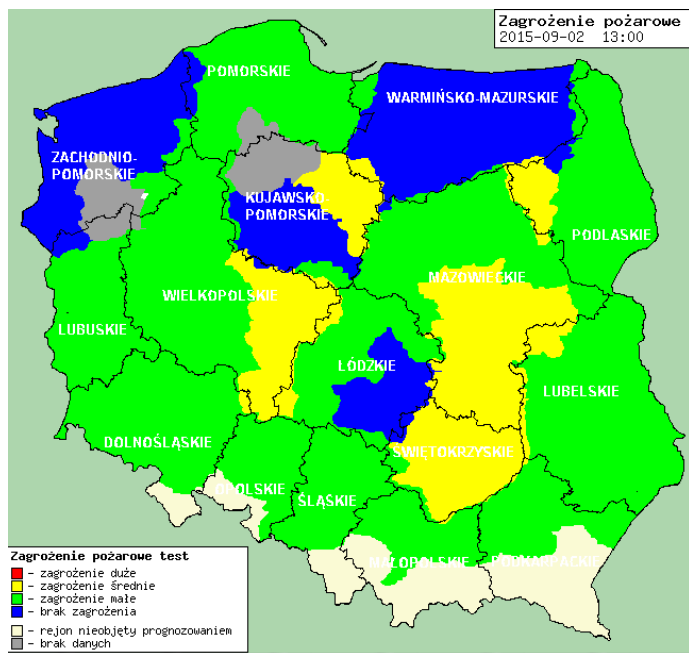 Zagrożenie pożarowe
2015-09-02 13:00
POMORSKIE
WARMIŃSKO-MAZURSKIE
ZACHODNIO-
POMORSKIE
KUJAWSKO-
POMORSKIE
PODLASKIE
MAZOWIECKIE
WIELKOPOLSKIE
LUBUSKIE
ŁÓDZKIE
LUBELSKIE
DOLNOŚLĄSKIE
ŚWIĘTOKRZYSKIE
OPOLSKIE
ŚLĄSKIE
MAŁOPOLSKIE
PODKARPACKIE
Zagrożenie pożarowe test
- zagrożenie duże
- zagrożenie średnie
- zagrożenie małe
- brak zagrożenia
- rejon nieobjęty prognozowaniem
- brak danych